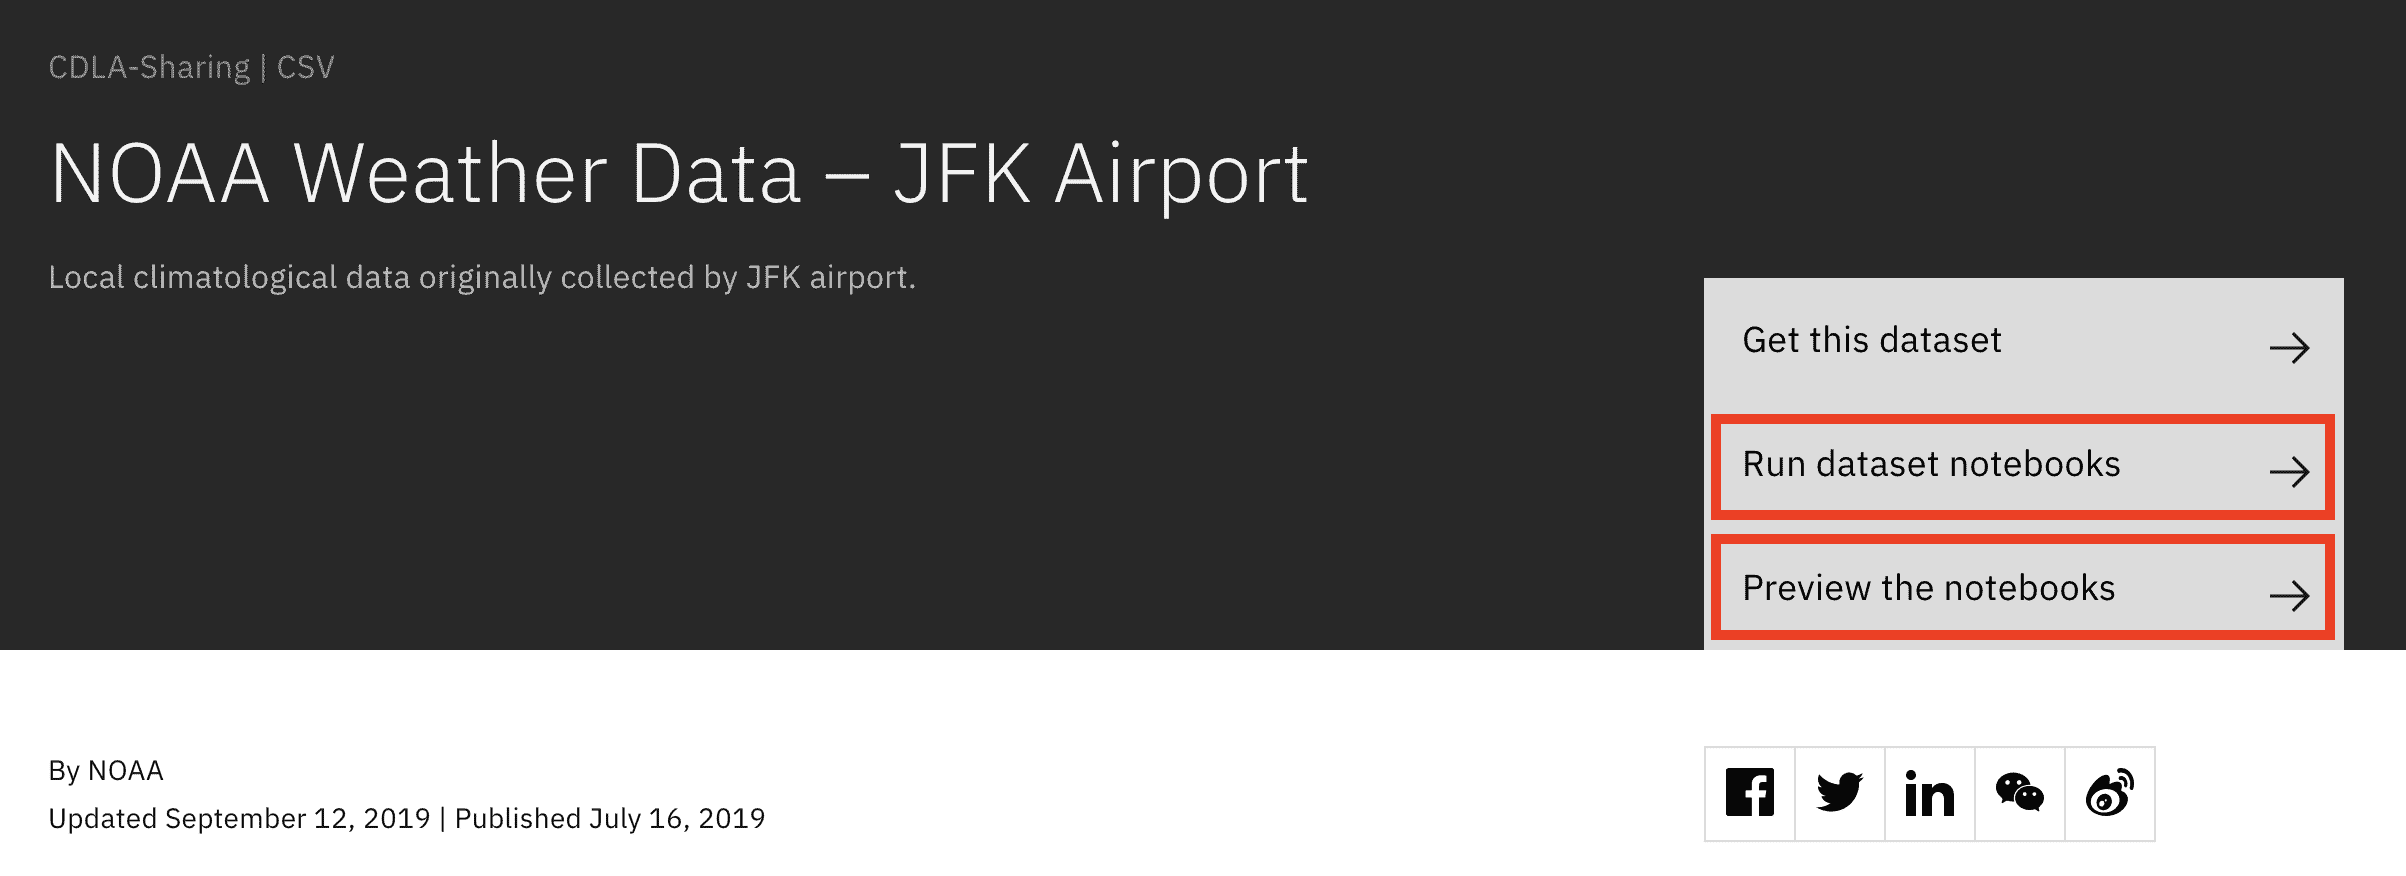 CDLA-Sharing | CSV
NOAA Weather Data – JFK Airport
Local climatological data originally collected by JFK airport.
Get this dataset
Run dataset notebooks
Preview the notebooks
By NOAA
Updated September 12, 2019 | Published July 16, 2019